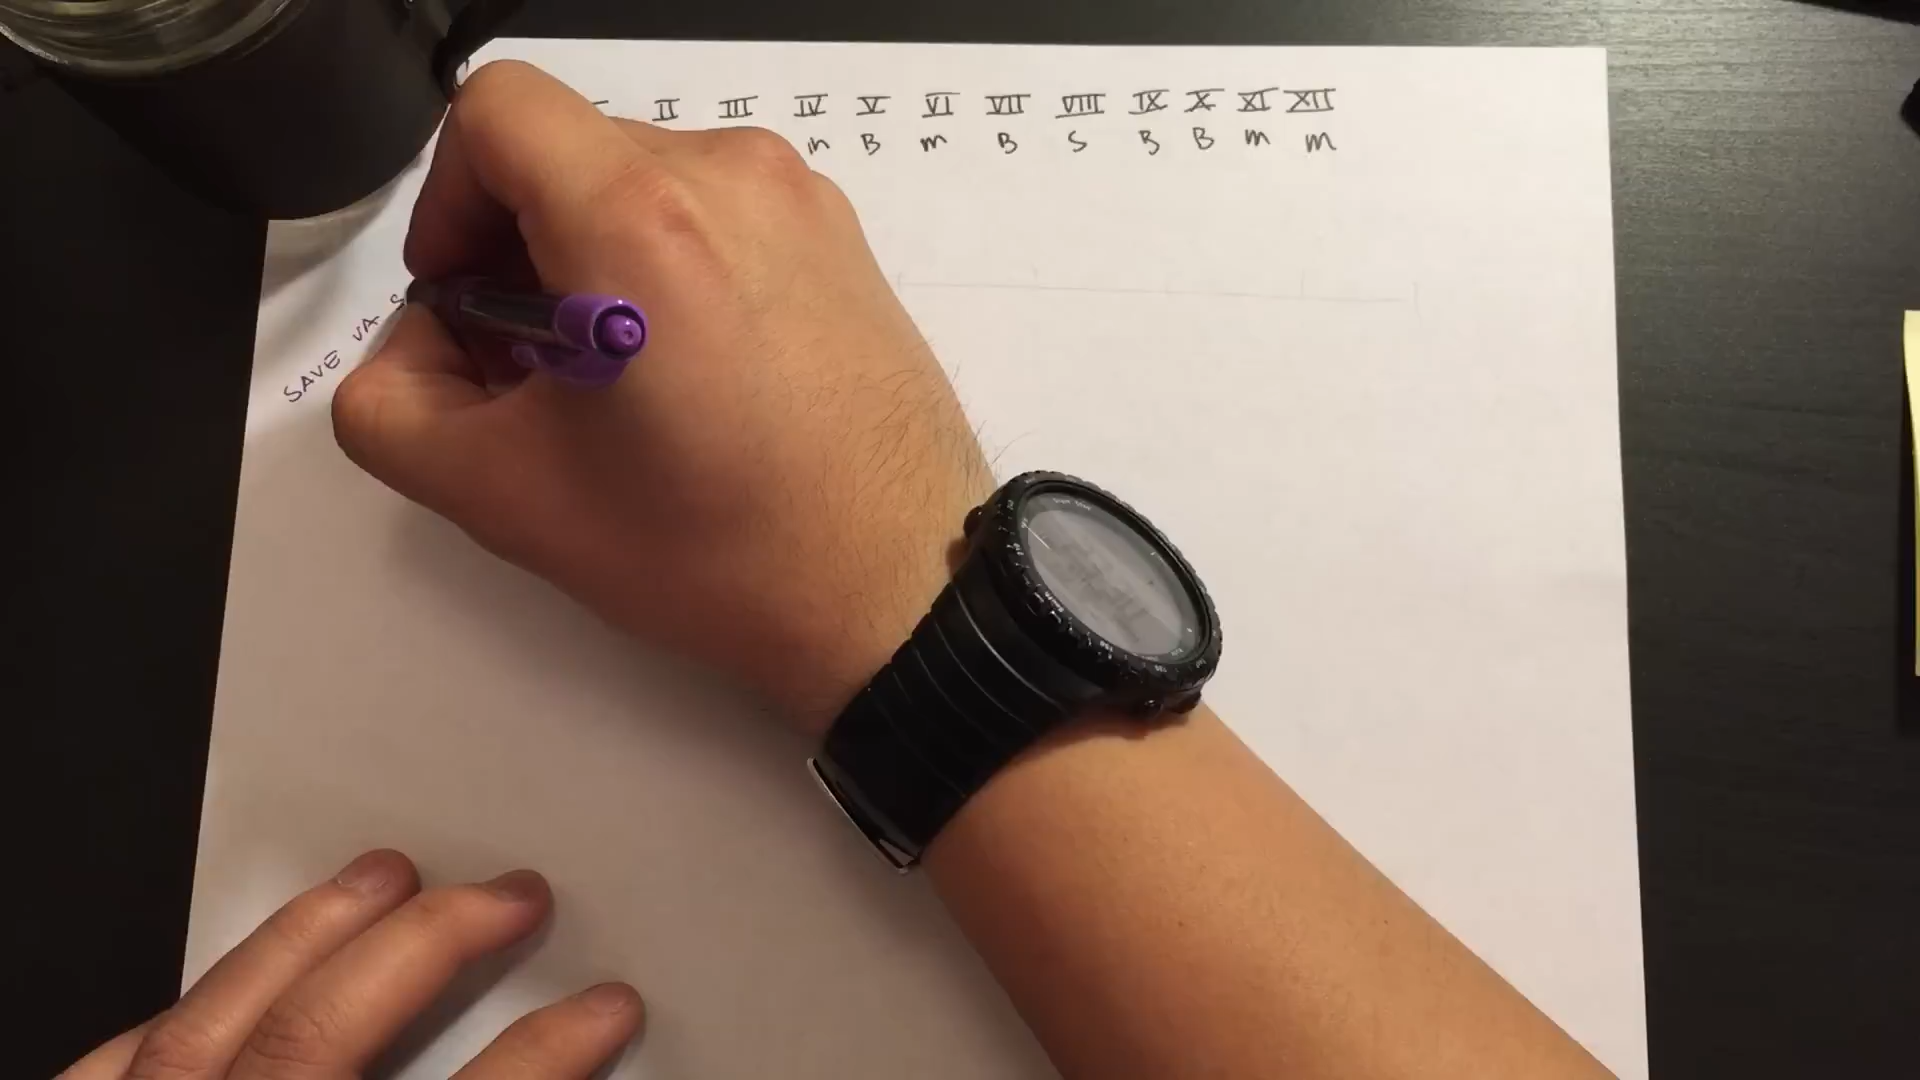 II III IV V VI VII VIII IX X XI XII
m B m B S B B m m
SAVE VA S